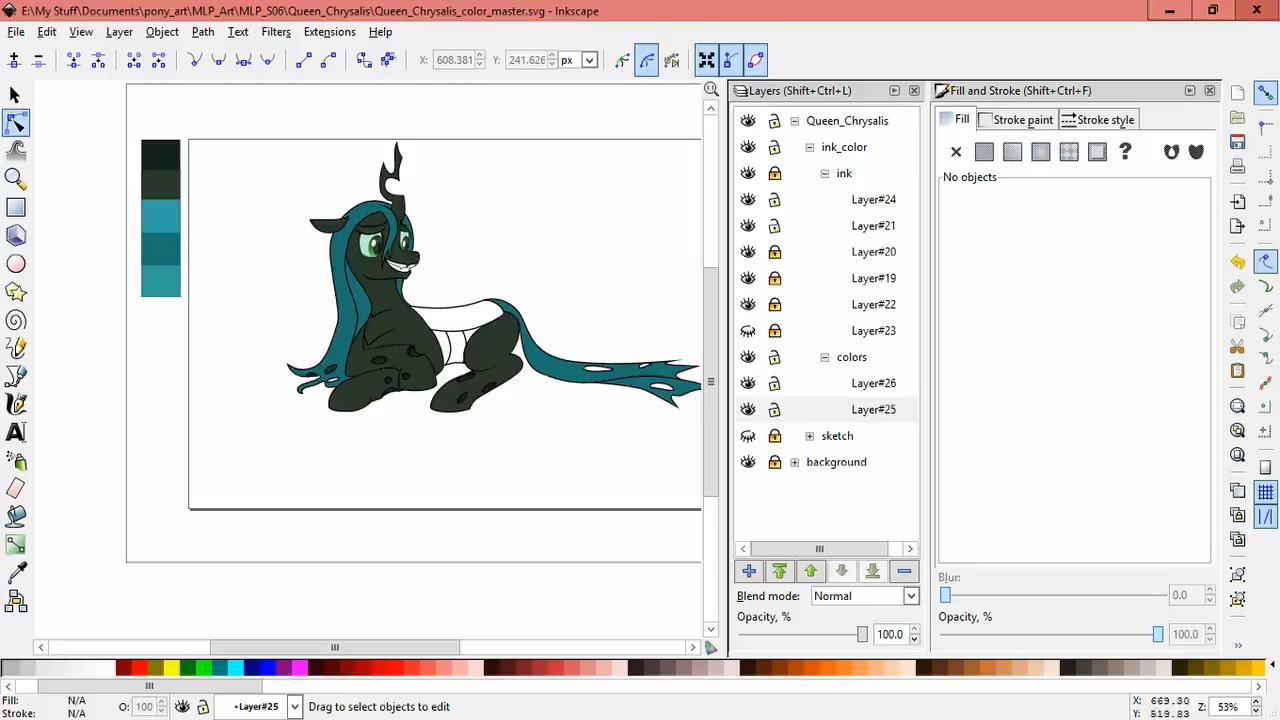 E:\My Stuff\Documents\pony_art\MLP_Art\MLP_S06\Queen_Chrysalis\Queen_Chrysalis_color_master.svg - Inkscape
File Edit View Layer Object Path Text Filters Extensions Help
X: 608.381 Y: 241.626 px
Layers (Shift+Ctrl+L)
Fill and Stroke (Shift+Ctrl+F)
Queen_Chrysalis
ink_color
ink
Layer#24
Layer#21
Layer#20
Layer#19
Layer#22
Layer#23
colors
Layer#26
Layer#25
sketch
background
Blend mode: Normal
Opacity, %
100.0
Fill Stroke paint Stroke style
?
No objects
Blur:
0.0
Opacity, %
100.0
Fill: N/A
Stroke: N/A
O: 100
•Layer#25
Drag to select objects to edit
X: 669.30
Y: 519.83
Z: 53%